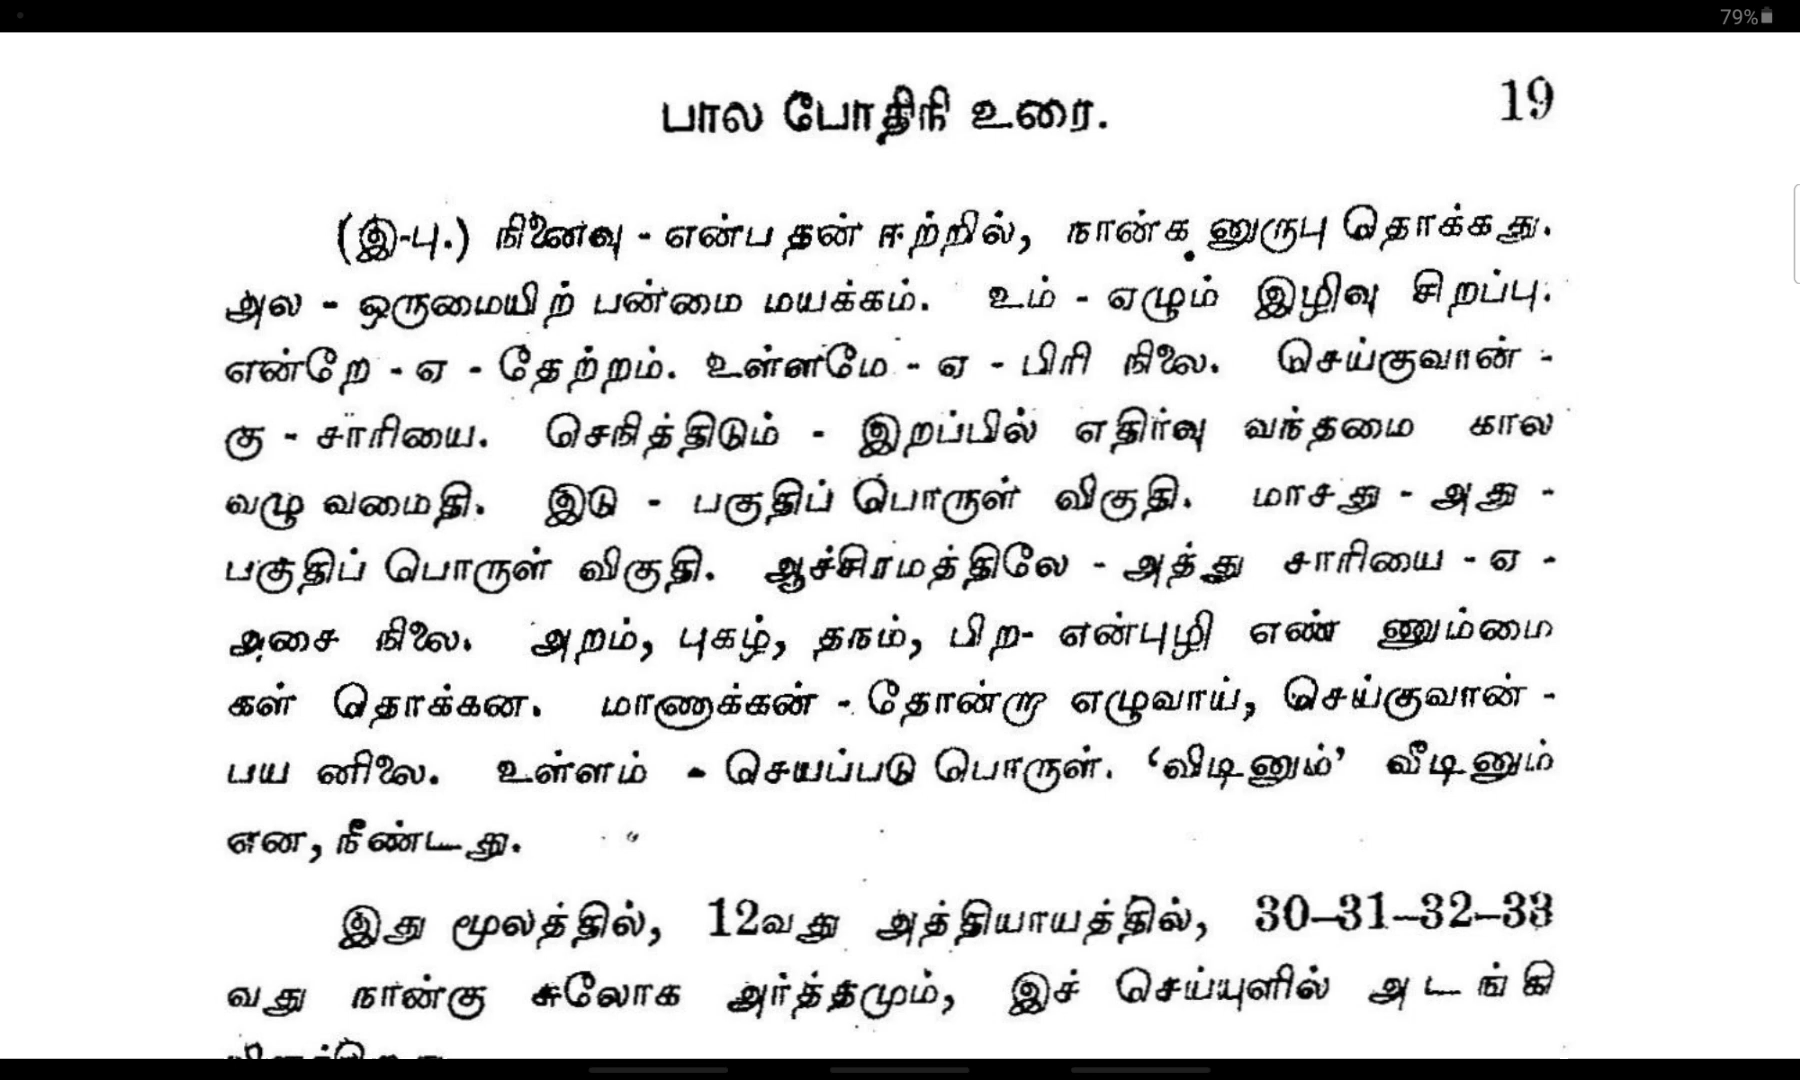 79%
பால போதிநி உரை. 19
(இ-பு.) நினைவு - என்ப தன் ஈற்றில், நான்க னுருபு தொக்கது.
அல - ஒருமையிற் பன்மை மயக்கம். உம் - ஏழும் இழிவு சிறப்பு.
என்றே - ஏ - தேற்றம். உள்ளமே - ஏ - பிரி நிலை. செய்குவான் -
கு - சாரியை. செநித்திடும் - இறப்பில் எதிர்வு வந்தமை கால
வழு வமைதி. இடு - பகுதிப் பொருள் விகுதி. மாசது - அது -
பகுதிப் பொருள் விகுதி. ஆச்சிரமத்திலே - அத்து சாரியை - ஏ -
அசை நிலை. அறம், புகழ், தநம், பிற- என்புழி எண் ணும்மை
கள் தொக்கன. மாணாக்கன் - தோன்றா எழுவாய், செய்குவான் -
பய னிலை. உள்ளம் - செயப்படு பொருள். ‘விடினும்’ வீடினும்
என, நீண்டது.
இது மூலத்தில், 12வது அத்தியாயத்தில், 30–31–32–33
வது நான்கு சுலோக அர்த்தமும், இச் செய்யுளில் அடங்கி